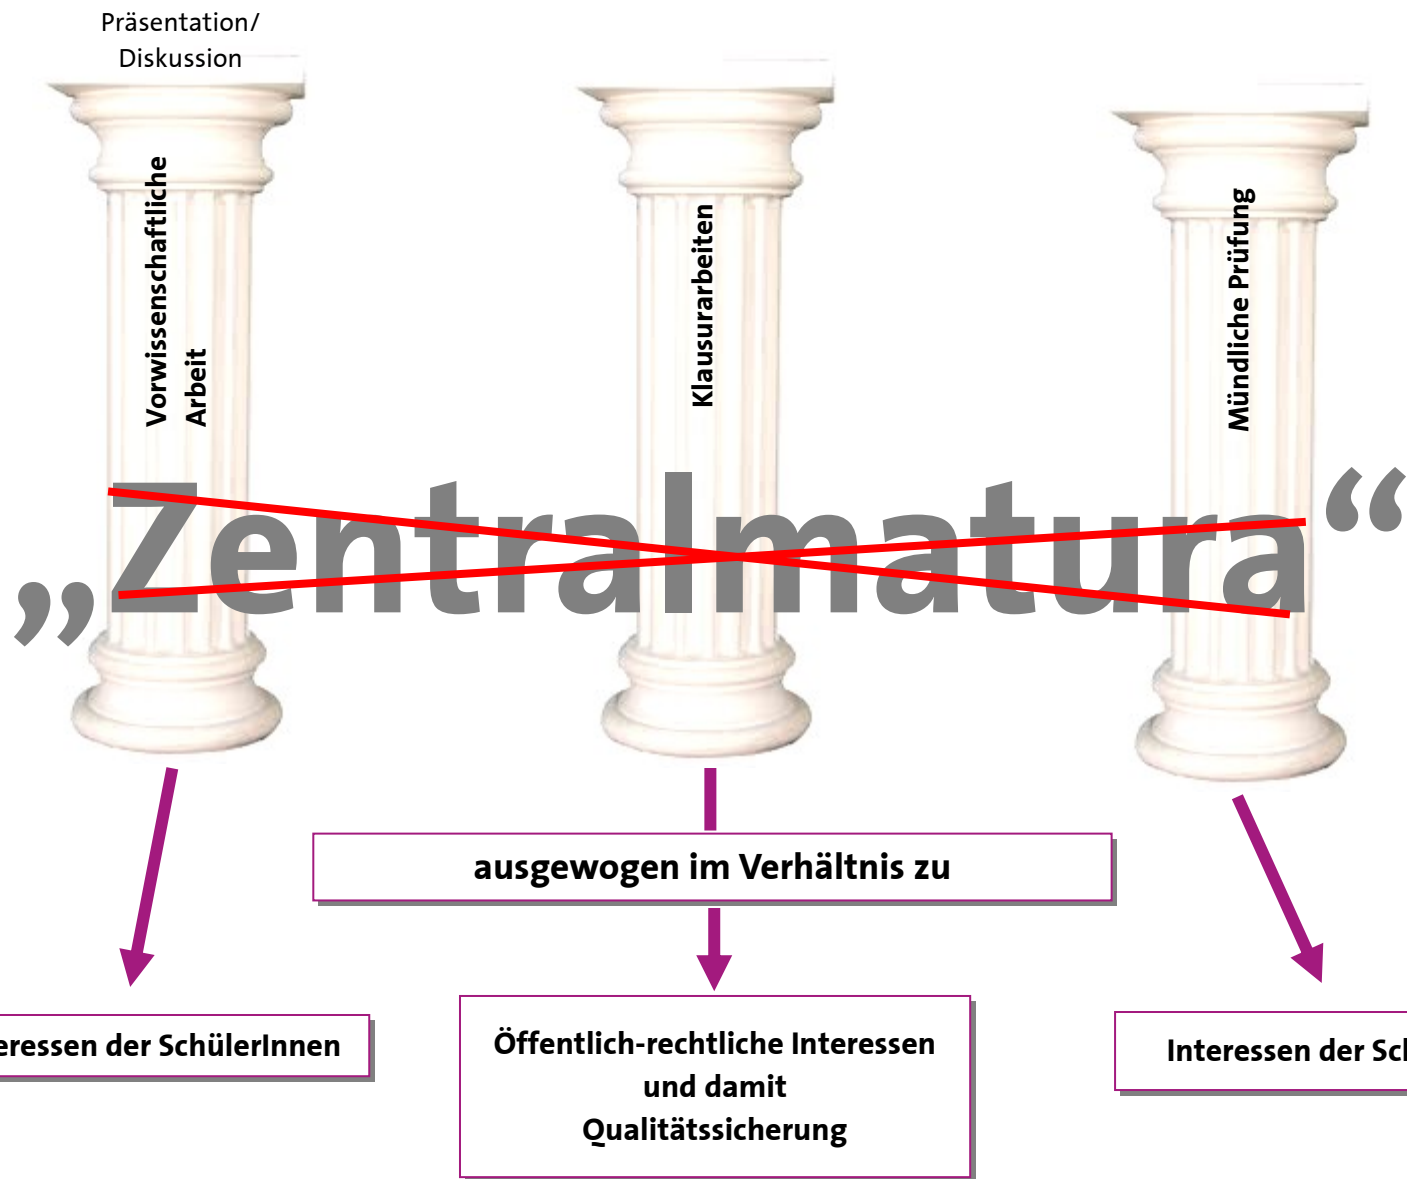 Präsentation/
Diskussion
Vorwissenschaftliche
Arbeit
Klausurarbeiten
Mündliche Prüfung
„Zentralmatura“
ausgewogen im Verhältnis zu
eressen der SchülerInnen
Öffentlich-rechtliche Interessen
und damit
Qualitätssicherung
Interessen der Sch